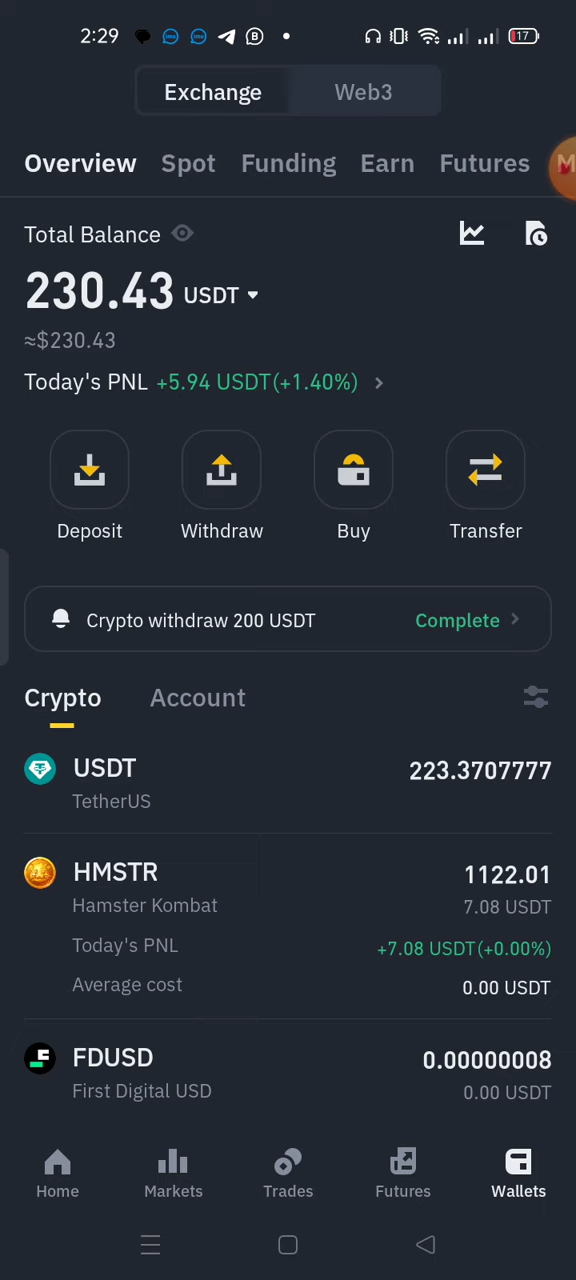 2:29
imo
imo
B
17
Exchange Web3
Overview Spot Funding Earn Futures M
Total Balance
230.43 USDT
≈$230.43
Today's PNL +5.94 USDT(+1.40%)
Deposit Withdraw Buy Transfer
Crypto withdraw 200 USDT Complete
Crypto Account
USDT 223.3707777
TetherUS
HMSTR 1122.01
Hamster Kombat 7.08 USDT
Today's PNL +7.08 USDT(+0.00%)
Average cost 0.00 USDT
FDUSD 0.00000008
First Digital USD 0.00 USDT
Home Markets Trades Futures Wallets